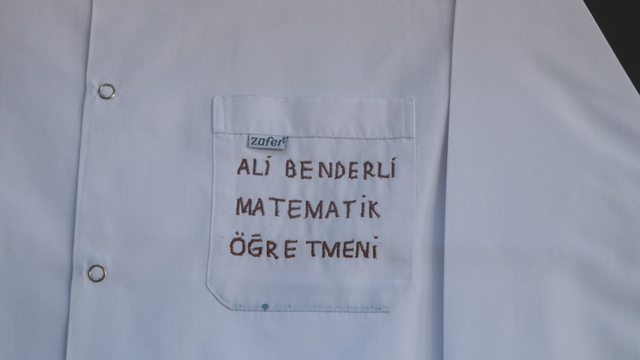 zafer
ALİ BENDERLİ
MATEMATİK
ÖĞRETMENİ